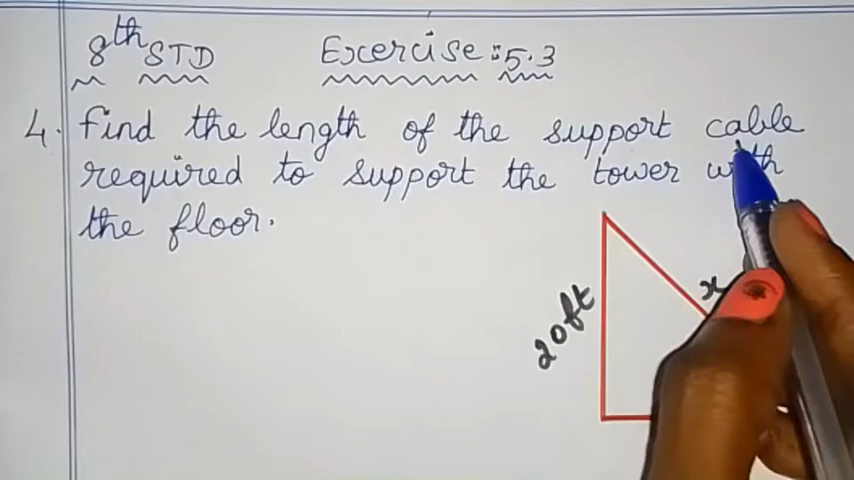 8th STD Exercise : 5.3
4. Find the length of the support cable
required to support the tower with
the floor.
20ft
x